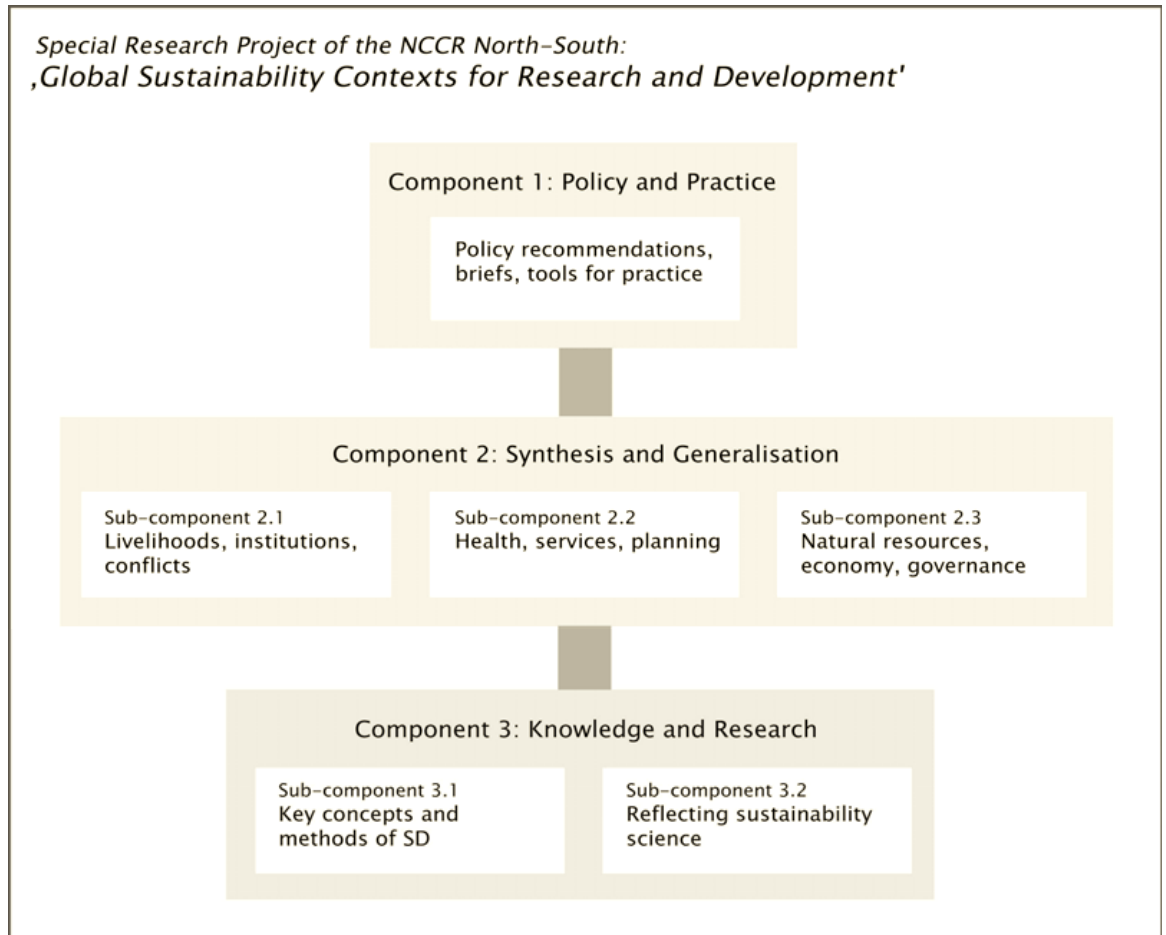 Special Research Project of the NCCR North–South:
‚Global Sustainability Contexts for Research and Development'
Component 1: Policy and Practice
Policy recommendations,
briefs, tools for practice
Component 2: Synthesis and Generalisation
Sub–component 2.1
Livelihoods, institutions,
conflicts
Sub–component 2.2
Health, services, planning
Sub–component 2.3
Natural resources,
economy, governance
Component 3: Knowledge and Research
Sub–component 3.1
Key concepts and
methods of SD
Sub–component 3.2
Reflecting sustainability
science